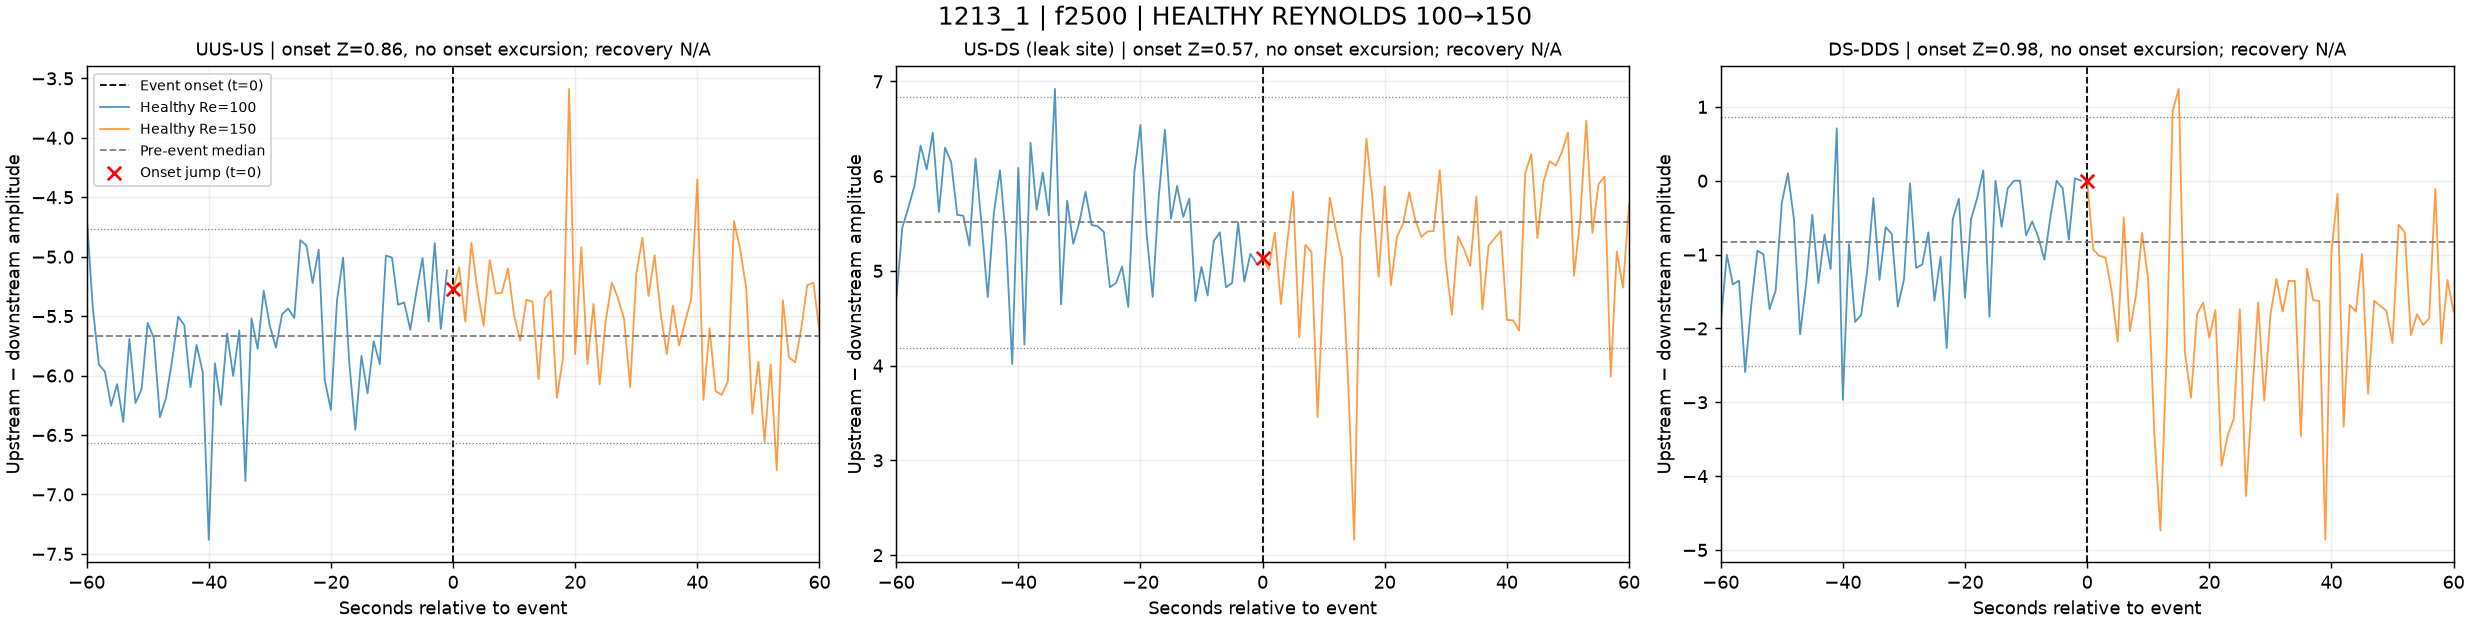 1213_1 | f2500 | HEALTHY REYNOLDS 100→150
UUS-US | onset Z=0.86, no onset excursion; recovery N/A
Event onset (t=0)
Healthy Re=100
Healthy Re=150
Pre-event median
Onset jump (t=0)
Upstream − downstream amplitude
−3.5
−4.0
−4.5
−5.0
−5.5
−6.0
−6.5
−7.0
−7.5
−60
−40
−20
0
20
40
60
Seconds relative to event
US-DS (leak site) | onset Z=0.57, no onset excursion; recovery N/A
Upstream − downstream amplitude
7
6
5
4
3
2
−60
−40
−20
0
20
40
60
Seconds relative to event
DS-DDS | onset Z=0.98, no onset excursion; recovery N/A
Upstream − downstream amplitude
1
0
−1
−2
−3
−4
−5
−60
−40
−20
0
20
40
60
Seconds relative to event